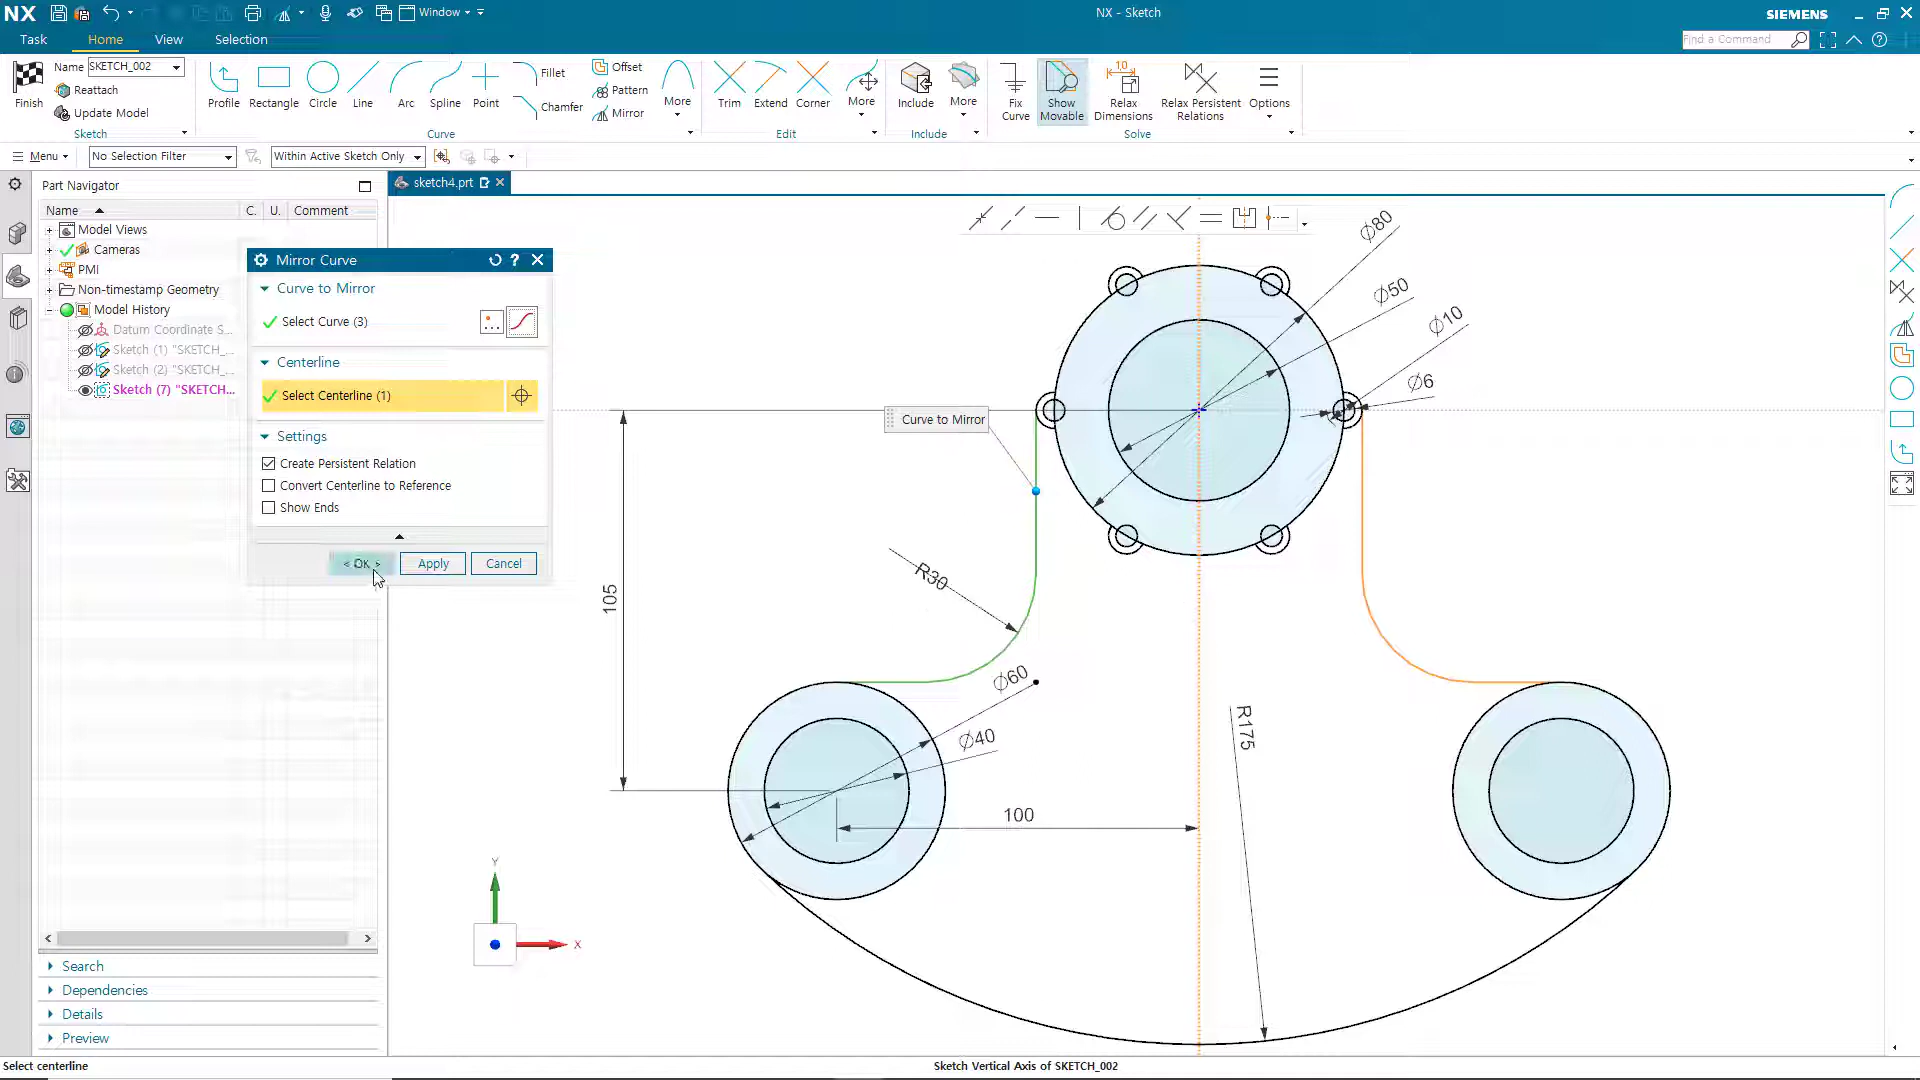 NX
Window
NX - Sketch
SIEMENS
Task
Home
View
Selection
Find a Command
Finish
Name
SKETCH_002
Reattach
Update Model
Sketch
Profile
Rectangle
Circle
Line
Arc
Spline
Point
Fillet
Chamfer
Offset
Pattern
Mirror
More
Curve
Trim
Extend
Corner
More
Edit
Include
More
Include
Fix
Curve
Show
Movable
Relax
Dimensions
Relax Persistent
Relations
Options
Solve
Menu
No Selection Filter
Within Active Sketch Only
Part Navigator
Name
C.
U.
Comment
Model Views
Cameras
PMI
Non-timestamp Geometry
Model History
Datum Coordinate S...
Sketch (1) "SKETCH_...
Sketch (2) "SKETCH_...
Sketch (7) "SKETCH...
Search
Dependencies
Details
Preview
sketch4.prt
Mirror Curve
?
Curve to Mirror
Select Curve (3)
Centerline
Select Centerline (1)
Settings
Create Persistent Relation
Convert Centerline to Reference
Show Ends
< OK >
Apply
Cancel
Curve to Mirror
∅80
∅50
∅10
∅6
105
R30
∅60
∅40
100
R175
Y
X
Select centerline
Sketch Vertical Axis of SKETCH_002